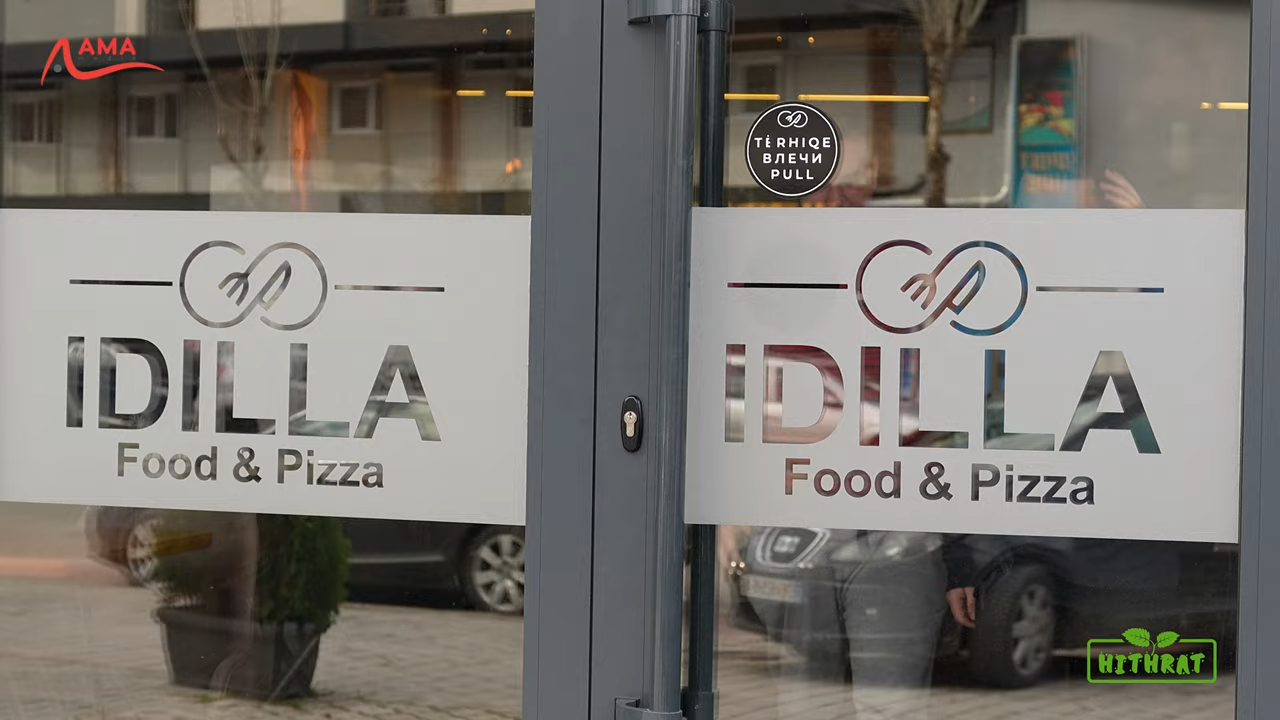 AMA
TËRHIQE
ВЛЕЧИ
PULL
IDILLA
Food & Pizza
IDILLA
Food & Pizza
HITHRAT